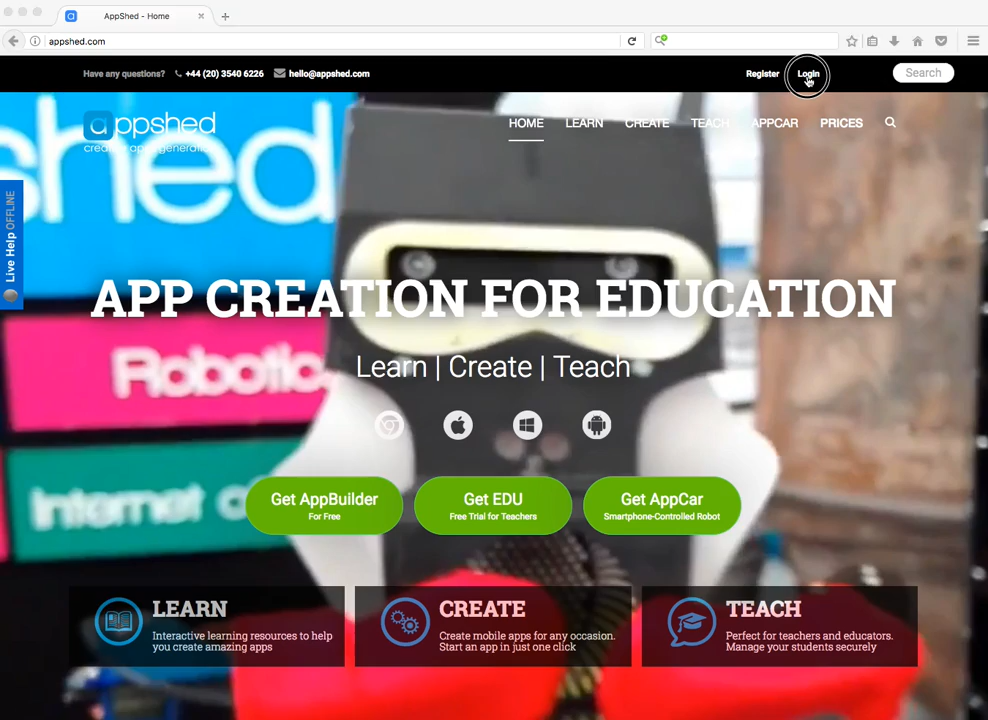 AppShed - Home
appshed.com
Have any questions? +44 (20) 3540 6226 hello@appshed.com Register Login Search
appshed
HOME LEARN CREATE TEACH APPCAR PRICES
shed
Live Help OFFLINE
APP CREATION FOR EDUCATION
Robotic
Learn | Create | Teach
Internet
Get AppBuilder
For Free
Get EDU
Free Trial for Teachers
Get AppCar
Smartphone-Controlled Robot
LEARN
Interactive learning resources to help
you create amazing apps
CREATE
Create mobile apps for any occasion.
Start an app in just one click
TEACH
Perfect for teachers and educators.
Manage your students securely